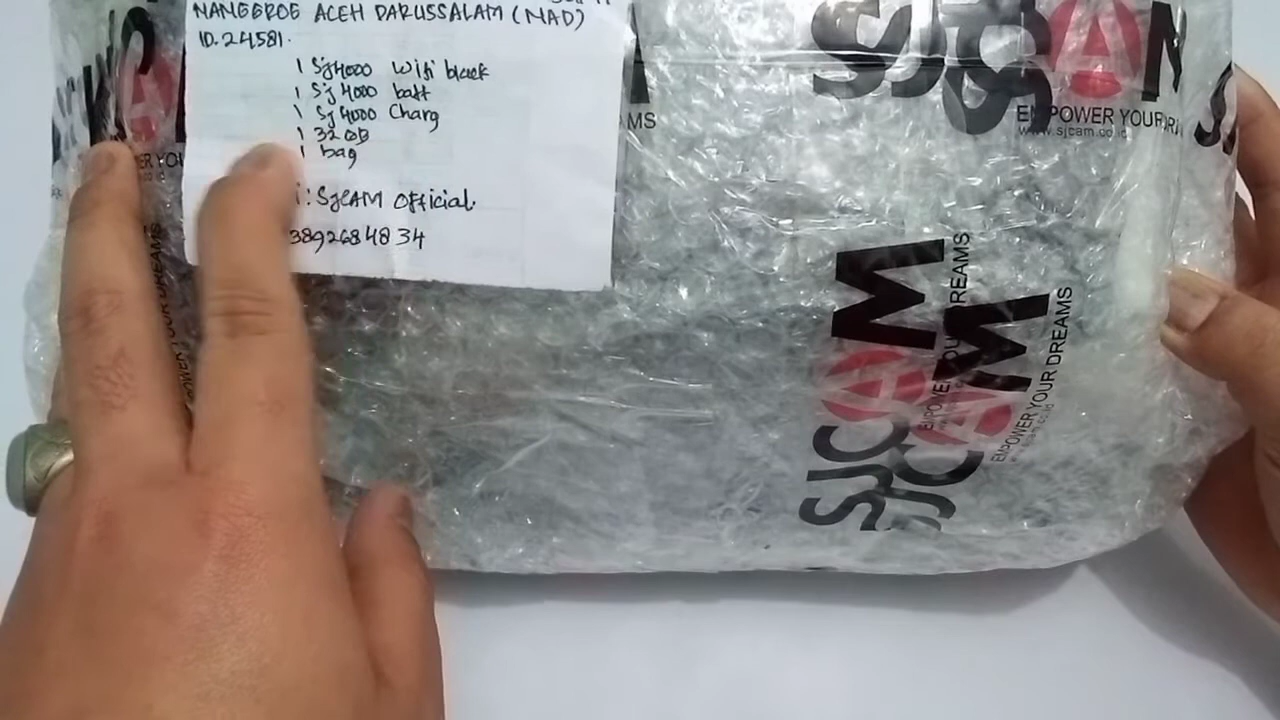 NANGGROE ACEH DARUSSALAM (NAD)
ID. 24581.
1 Sj4000 Wifi black
1 Sj4000 batt
1 Sj4000 Charg
1 32 GB
1 bag
: SJCAM Official.
38926848 34
SJCAM
EMPOWER YOUR
www.sjcam.co.id
SJCAM
EMPOWER YOUR DREAMS
SJCAM
EMPOWER YOUR DREAMS